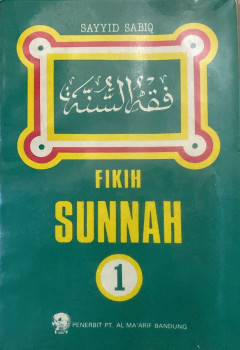 SAYYID SABIQ
فقه السنة
FIKIH
SUNNAH
1
PENERBIT PT. AL MA'ARIF BANDUNG